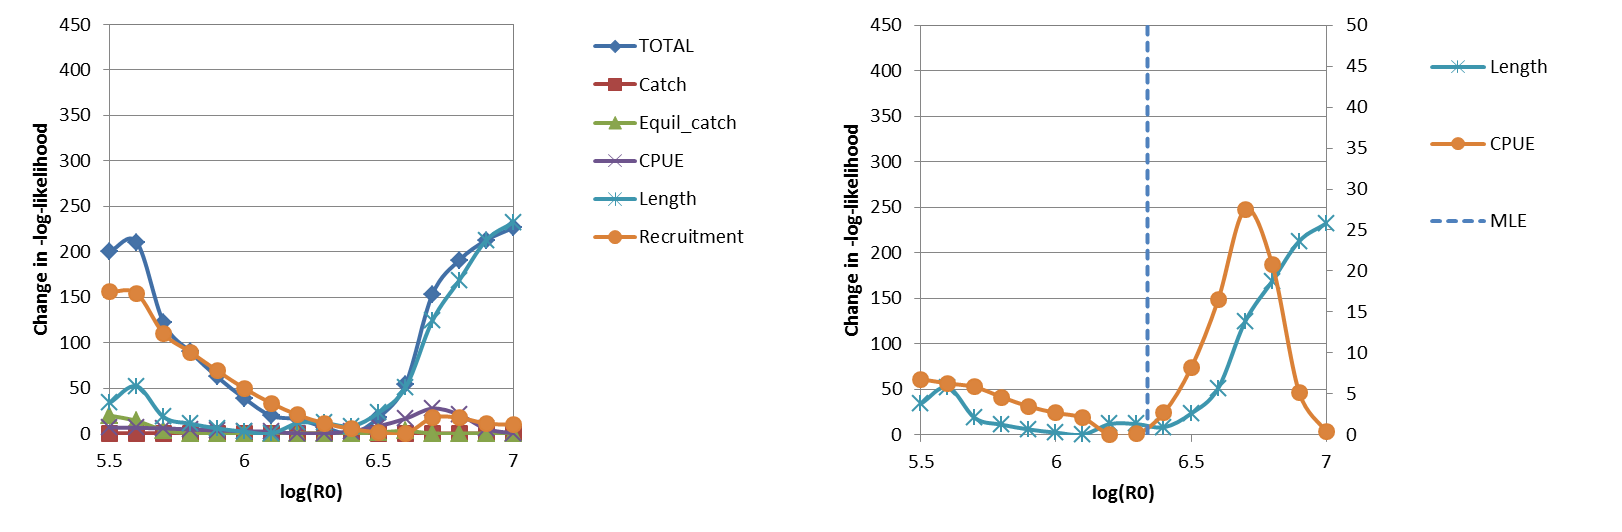 450
400
350
300
250
200
150
100
50
0
Change in -log-likelihood
5.5 6 6.5 7
log(R0)
TOTAL
Catch
Equil_catch
CPUE
Length
Recruitment
450
400
350
300
250
200
150
100
50
0
Change in -log-likelihood
50
45
40
35
30
25
20
15
10
5
0
5.5 6 6.5 7
log(R0)
Length
CPUE
MLE